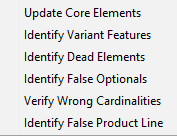 Update Core Elements
Identify Variant Features
Identify Dead Elements
Identify False Optionals
Verify Wrong Cardinalities
Identify False Product Line